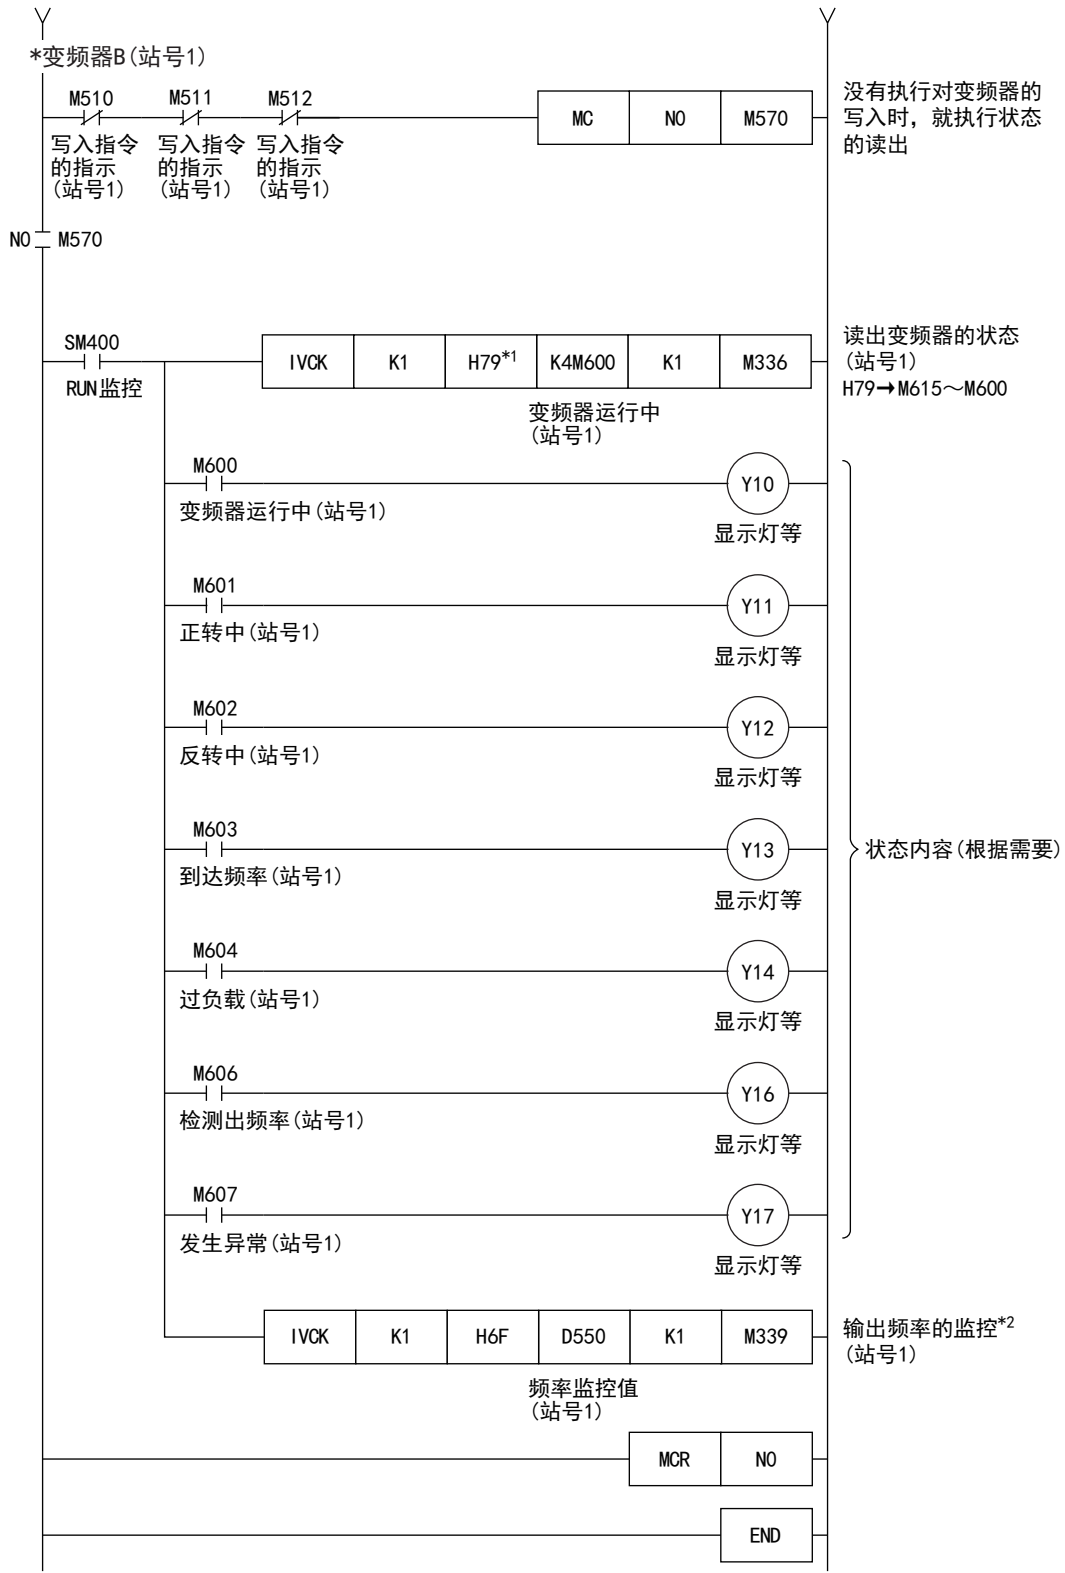 *变频器B(站号1)
M510 M511 M512
MC N0 M570
写入指令 写入指令 写入指令
的指示 的指示 的指示
(站号1) (站号1) (站号1)
没有执行对变频器的
写入时，就执行状态
的读出
N0 M570
SM400
RUN监控
IVCK K1 H79*1 K4M600 K1 M336
变频器运行中
(站号1)
读出变频器的状态
(站号1)
H79➞M615～M600
M600
Y10
变频器运行中(站号1)
显示灯等
M601
Y11
正转中(站号1)
显示灯等
M602
Y12
反转中(站号1)
显示灯等
M603
Y13
到达频率(站号1)
显示灯等
状态内容(根据需要)
M604
Y14
过负载(站号1)
显示灯等
M606
Y16
检测出频率(站号1)
显示灯等
M607
Y17
发生异常(站号1)
显示灯等
IVCK K1 H6F D550 K1 M339
频率监控值
(站号1)
输出频率的监控*2
(站号1)
MCR N0
END